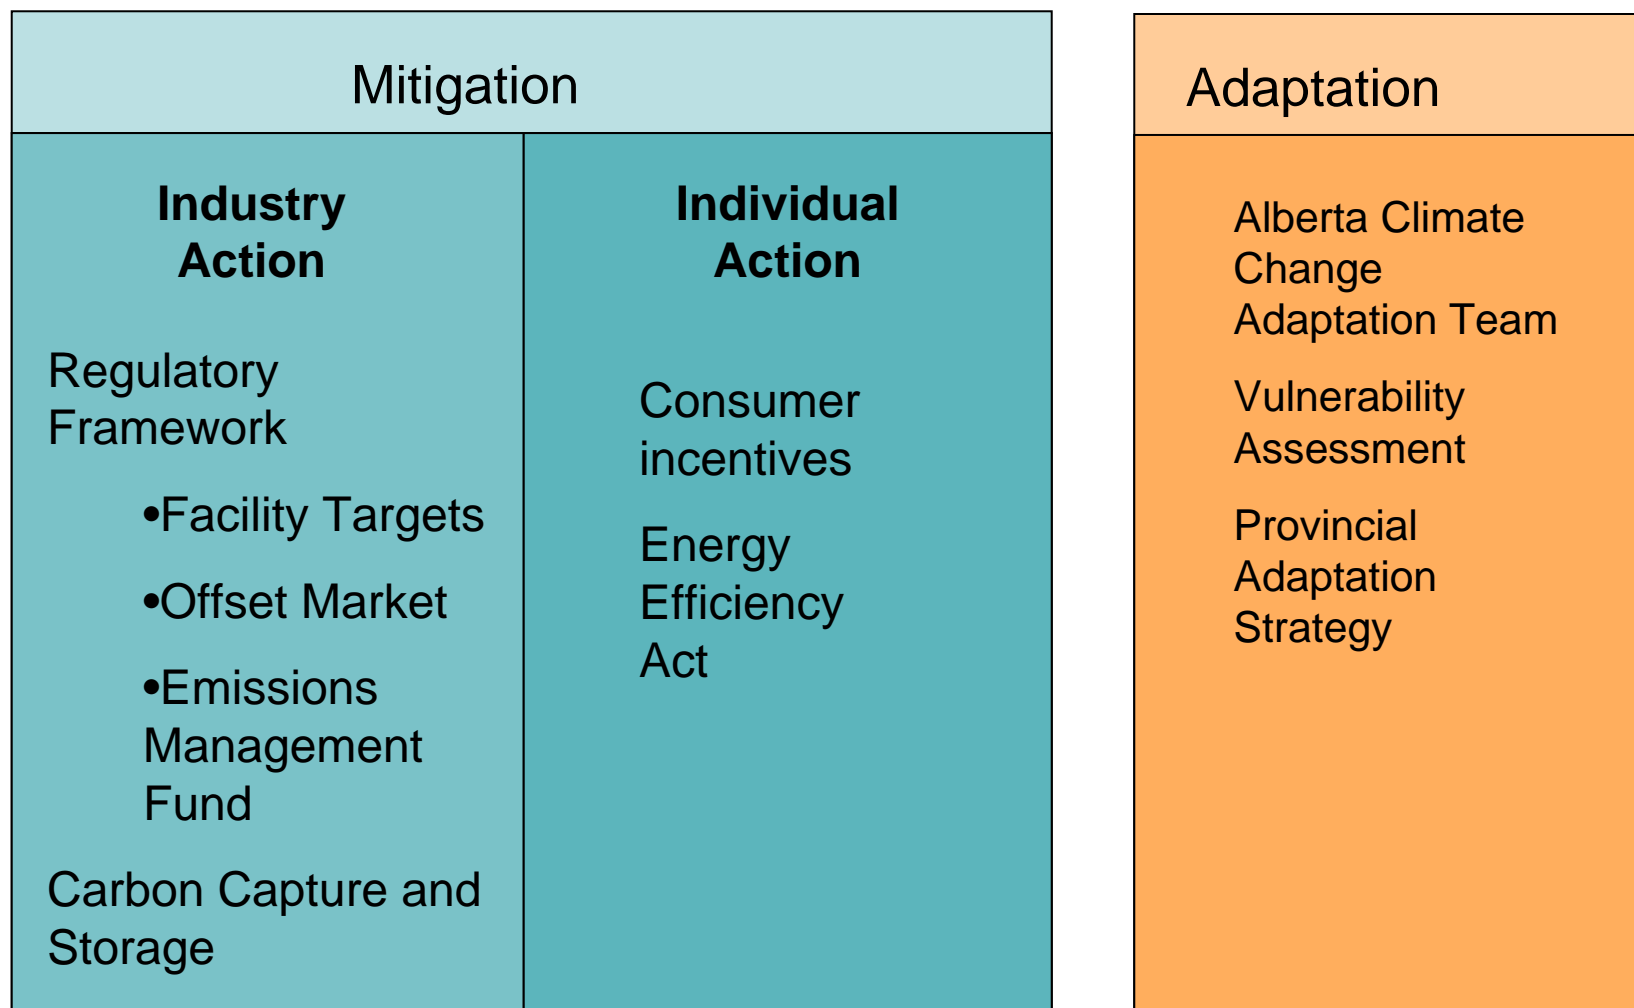 Mitigation
Industry
Action
Regulatory
Framework
•Facility Targets
•Offset Market
•Emissions
Management
Fund
Carbon Capture and
Storage
Individual
Action
Consumer
incentives
Energy
Efficiency
Act
Adaptation
Alberta Climate
Change
Adaptation Team
Vulnerability
Assessment
Provincial
Adaptation
Strategy